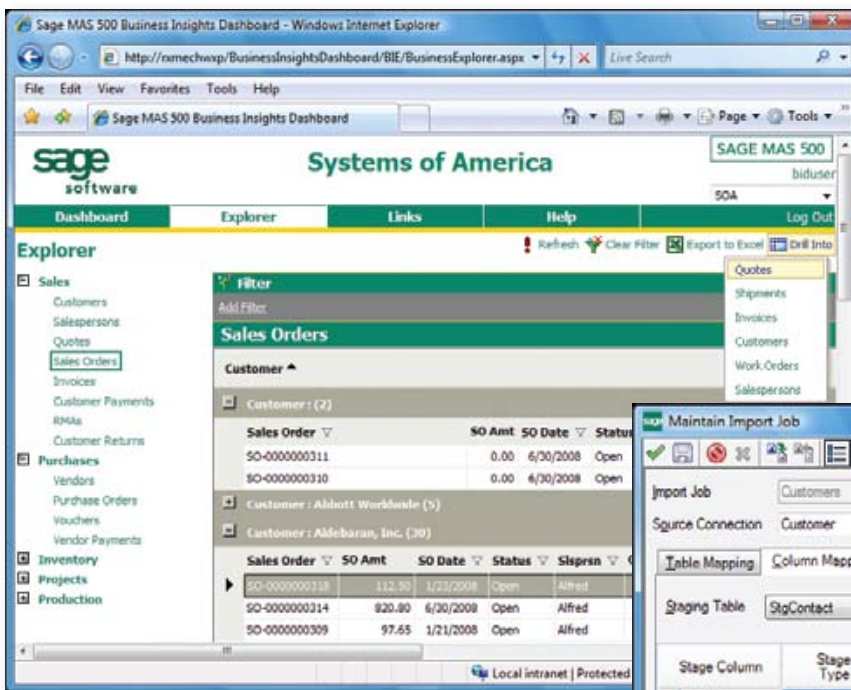 Sage MAS 500 Business Insights Dashboard - Windows Internet Explorer
http://rxmechwxp/BusinessInsightsDashboard/BIE/BusinessExplorer.aspx
Live Search
File Edit View Favorites Tools Help
Sage MAS 500 Business Insights Dashboard
Page Tools
sage software
Systems of America
SAGE MAS 500
biduser
SOA
Dashboard Explorer Links Help Log Out
Explorer
Refresh Clear Filter Export to Excel Drill Into
Quotes
Shipments
Invoices
Customers
Work Orders
Salespersons
Sales
Customers
Salespersons
Quotes
Sales Orders
Invoices
Customer Payments
RMAs
Customer Returns
Purchases
Vendors
Purchase Orders
Vouchers
Vendor Payments
Inventory
Projects
Production
Filter
Add Filter
Sales Orders
Customer
Customer : (2)
Sales Order SO Amt SO Date Status
SO-0000000311 0.00 6/30/2008 Open
SO-0000000310 0.00 6/30/2008 Open
Customer : Abbott Worldwide (5)
Customer : Aldebaran, Inc. (30)
Sales Order SO Amt SO Date Status Slsprsn
SO-0000000318 112.50 1/23/2008 Open Alfred
SO-0000000314 820.80 6/30/2008 Open Alfred
SO-0000000309 97.65 1/21/2008 Open Alfred
Local intranet | Protected
sage Maintain Import Job
Import Job Customers
Source Connection Customer
Table Mapping Column Mapp
Staging Table StgContact
Stage Column
Stage Type